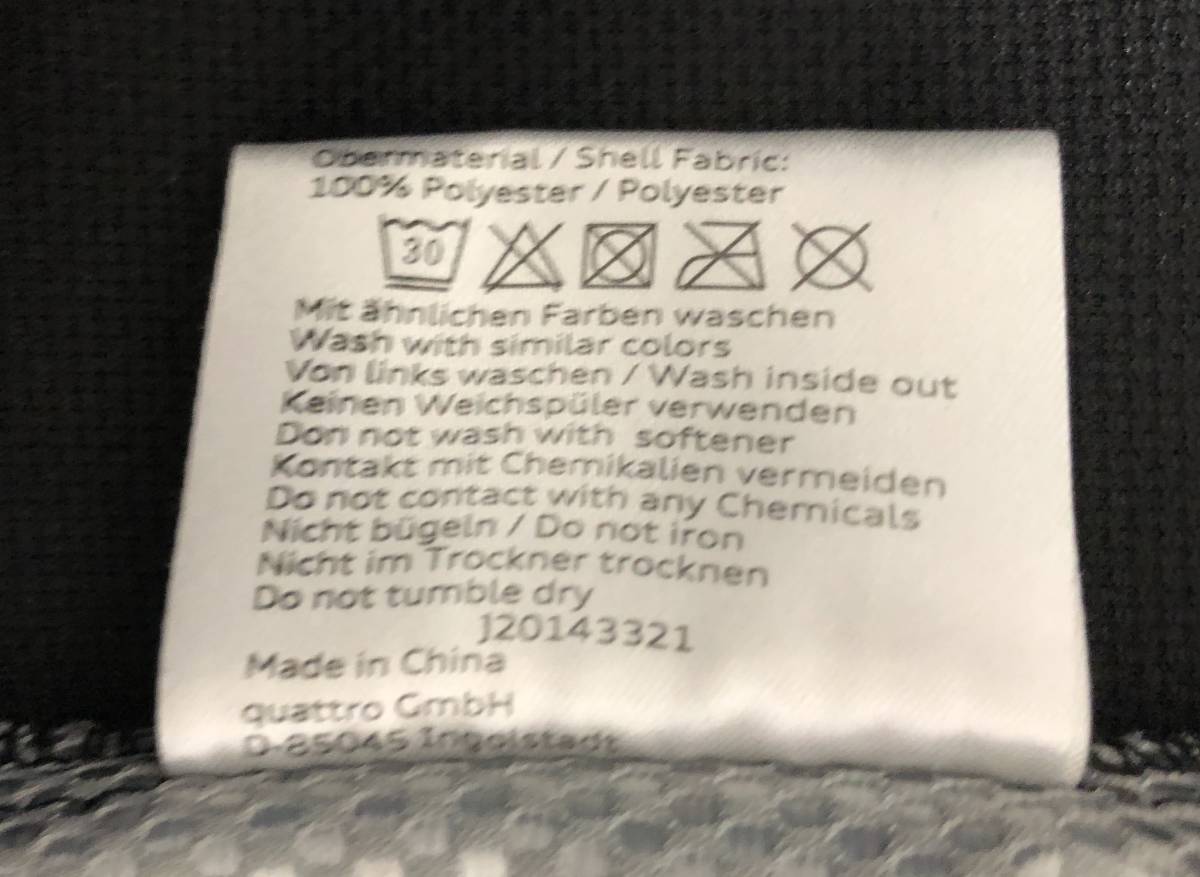 Obermaterial / Shell Fabric:
100% Polyester / Polyester
30
Mit ähnlichen Farben waschen
Wash with similar colors
Von links waschen / Wash inside out
Keinen Weichspüler verwenden
Don not wash with softener
Kontakt mit Chemikalien vermeiden
Do not contact with any Chemicals
Nicht bügeln / Do not iron
Nicht im Trockner trocknen
Do not tumble dry
J20143321
Made in China
quattro GmbH
D-85045 Ingolstadt